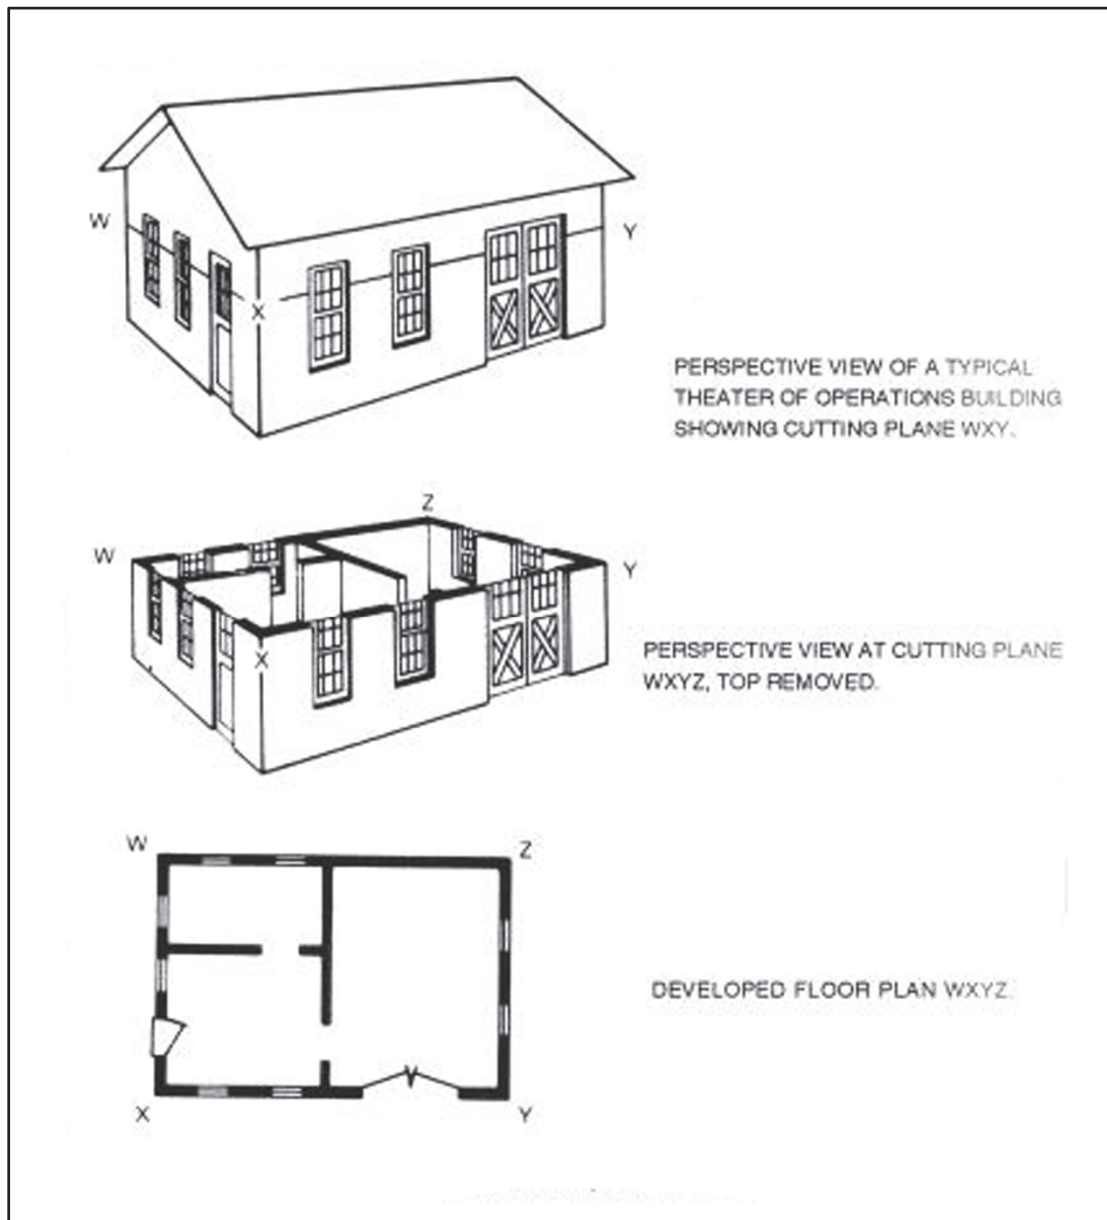 W
Y
X
PERSPECTIVE VIEW OF A TYPICAL
THEATER OF OPERATIONS BUILDING
SHOWING CUTTING PLANE WXY.
Z
W
Y
X
PERSPECTIVE VIEW AT CUTTING PLANE
WXYZ, TOP REMOVED.
W
Z
DEVELOPED FLOOR PLAN WXYZ.
X
Y